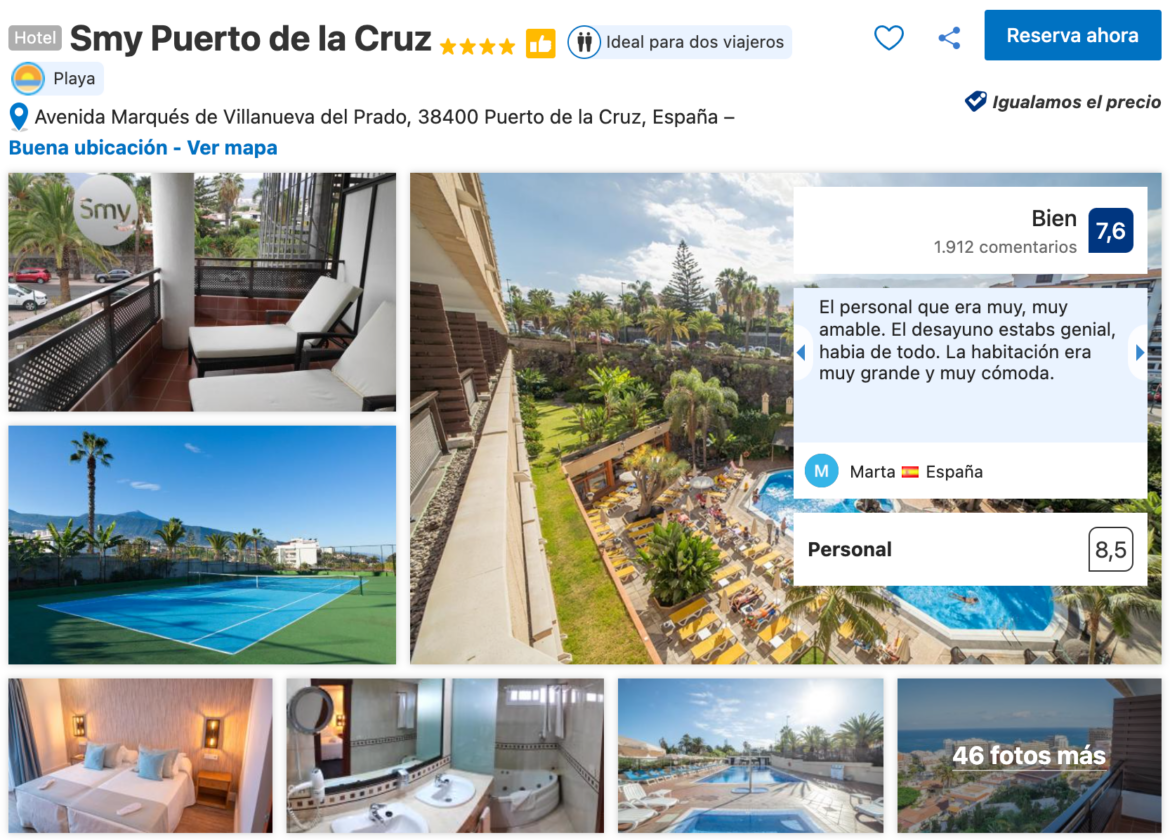 Hotel Smy Puerto de la Cruz Ideal para dos viajeros
Reserva ahora
Playa
Igualamos el precio
Avenida Marqués de Villanueva del Prado, 38400 Puerto de la Cruz, España –
Buena ubicación - Ver mapa
Smy
Bien
7,6
1.912 comentarios
El personal que era muy, muy
amable. El desayuno estabs genial,
habia de todo. La habitación era
muy grande y muy cómoda.
M Marta España
Personal 8,5
46 fotos más